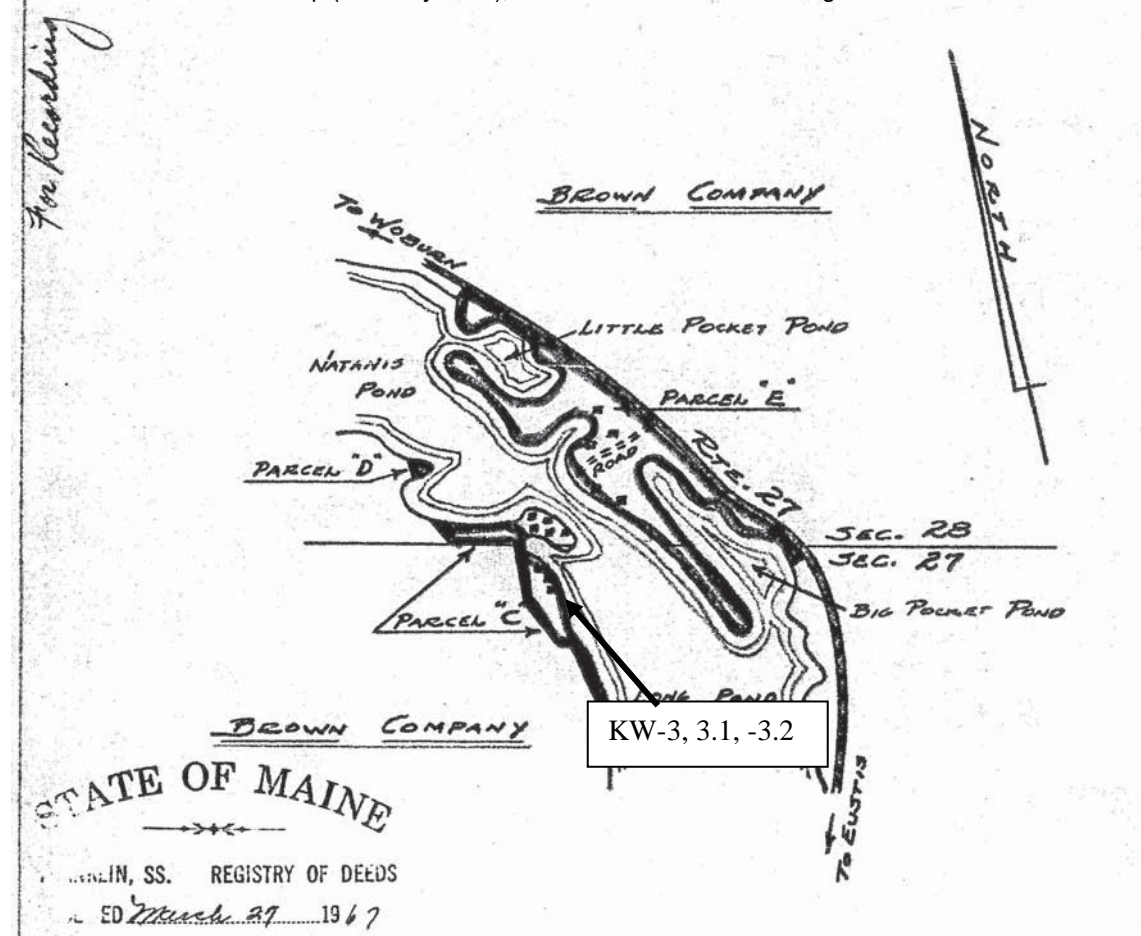 For Recording
NORTH
BROWN COMPANY
TO WOBURN
LITTLE POCKET POND
NATANIS
POND
PARCEL "E"
PARCEL "D"
ROAD
RTE. 27
SEC. 28
SEC. 27
BIG POCKET POND
PARCEL "C"
LONG POND
KW-3, 3.1, -3.2
BROWN COMPANY
STATE OF MAINE
SS. REGISTRY OF DEEDS
ED March 27 1967
TO EUSTIS